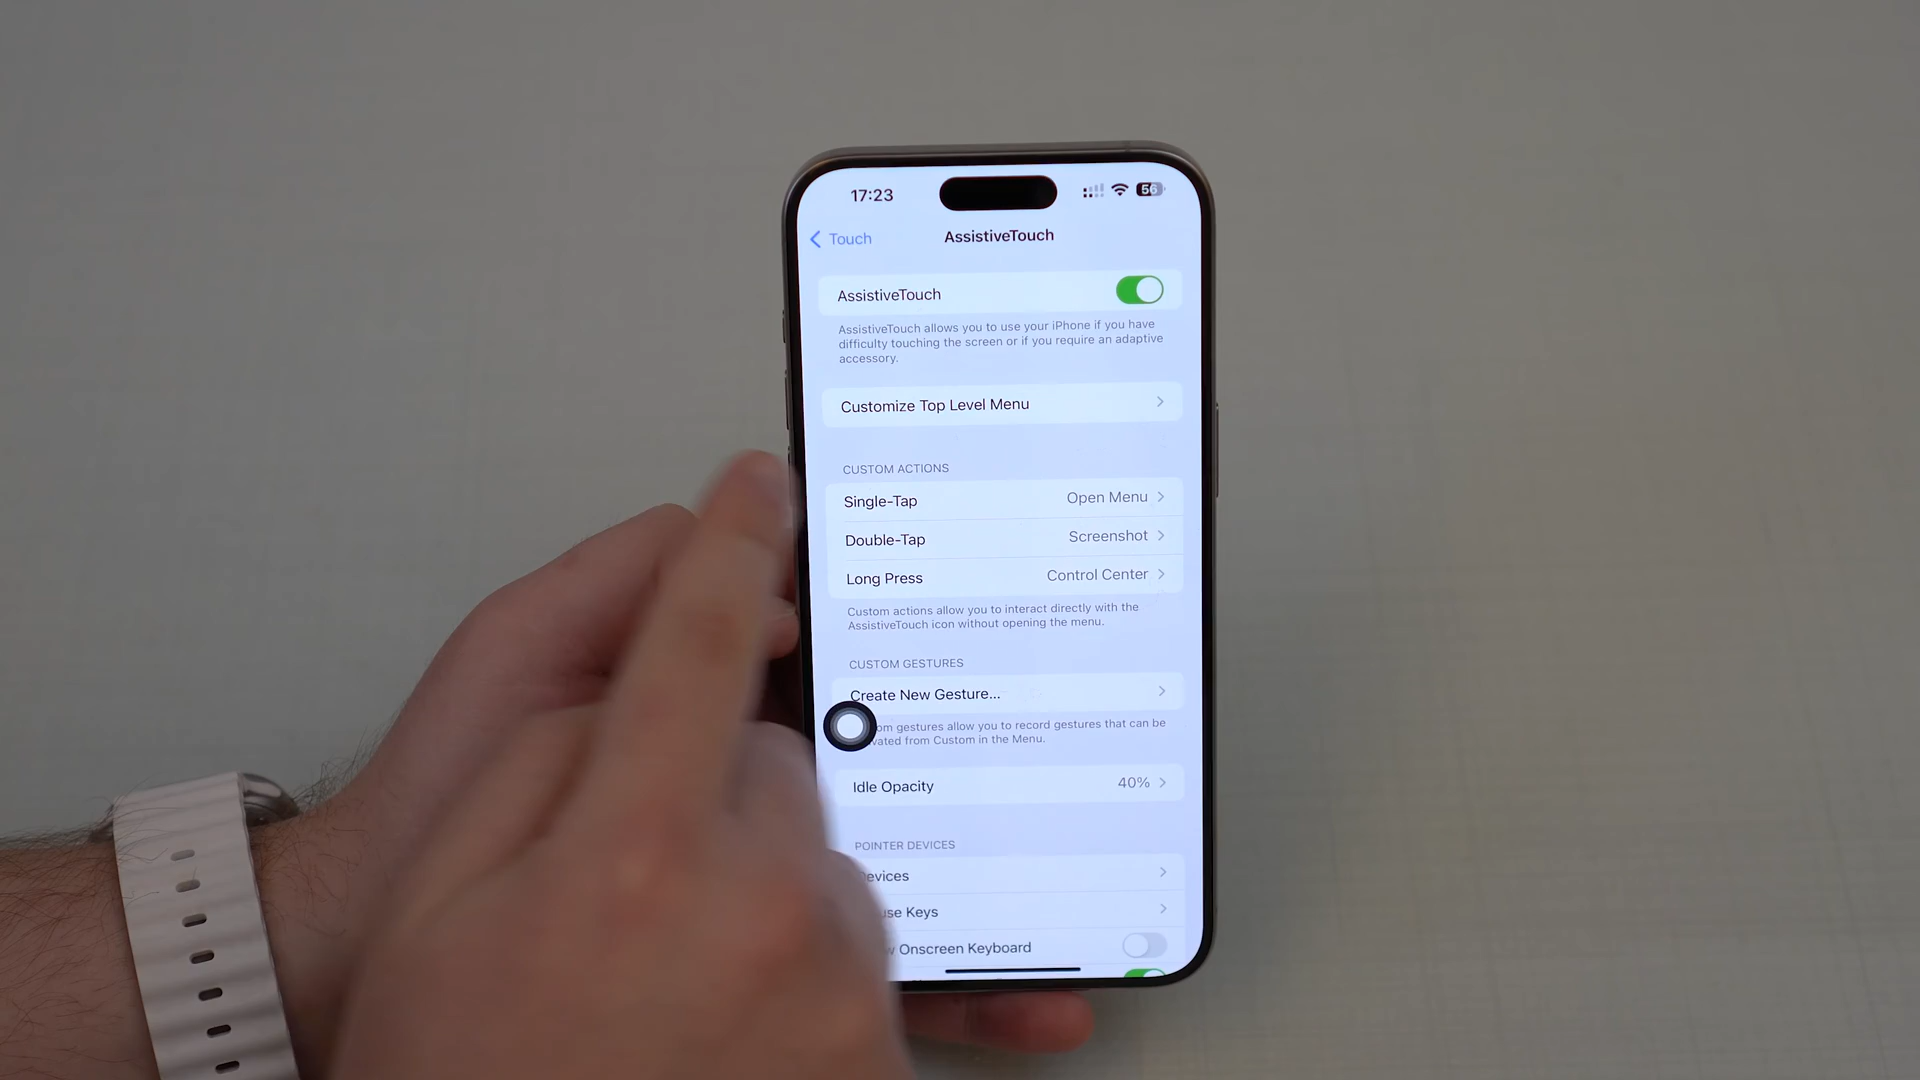 17:23
56
Touch
AssistiveTouch
AssistiveTouch
AssistiveTouch allows you to use your iPhone if you have
difficulty touching the screen or if you require an adaptive
accessory.
Customize Top Level Menu
CUSTOM ACTIONS
Single-Tap Open Menu
Double-Tap Screenshot
Long Press Control Center
Custom actions allow you to interact directly with the
AssistiveTouch icon without opening the menu.
CUSTOM GESTURES
Create New Gesture...
gestures allow you to record gestures that can be
from Custom in the Menu.
Idle Opacity 40%
POINTER DEVICES
Devices
Keys
Onscreen Keyboard